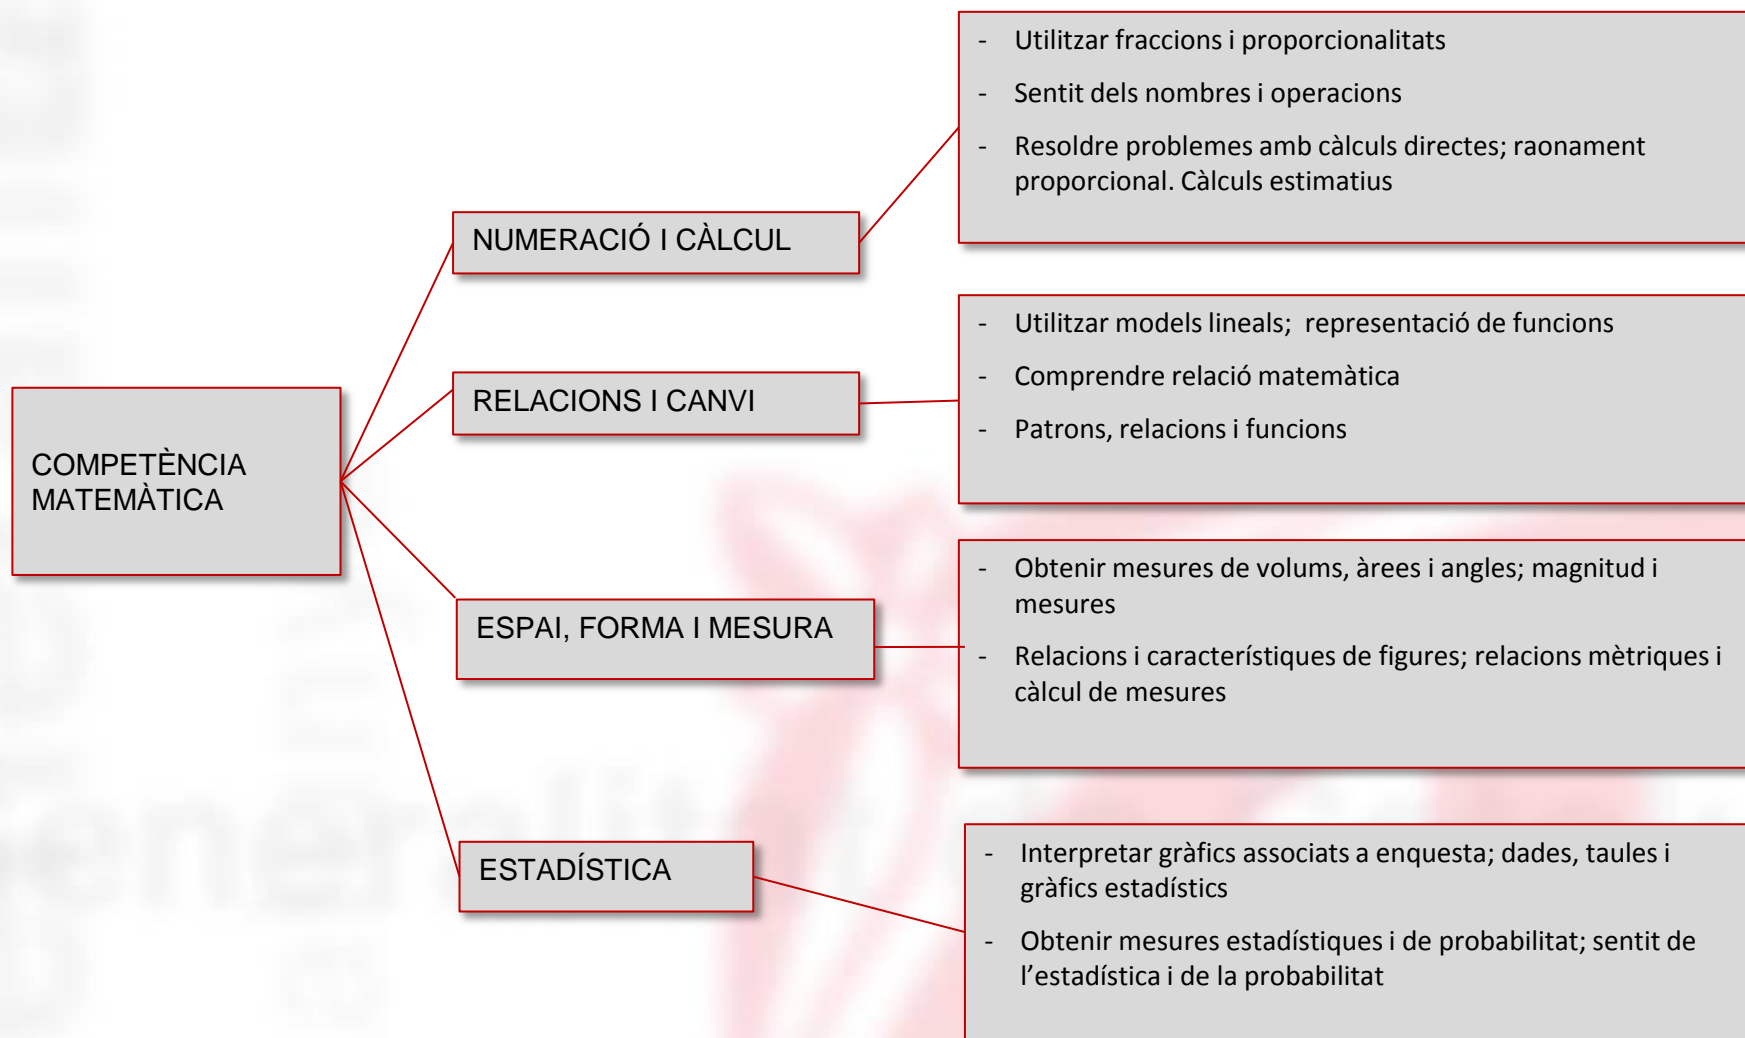 COMPETÈNCIA
MATEMÀTICA
NUMERACIÓ I CÀLCUL
- Utilitzar fraccions i proporcionalitats
- Sentit dels nombres i operacions
- Resoldre problemes amb càlculs directes; raonament
proporcional. Càlculs estimatius
RELACIONS I CANVI
- Utilitzar models lineals; representació de funcions
- Comprendre relació matemàtica
- Patrons, relacions i funcions
ESPAI, FORMA I MESURA
- Obtenir mesures de volums, àrees i angles; magnitud i
mesures
- Relacions i característiques de figures; relacions mètriques i
càlcul de mesures
ESTADÍSTICA
- Interpretar gràfics associats a enquesta; dades, taules i
gràfics estadístics
- Obtenir mesures estadístiques i de probabilitat; sentit de
l’estadística i de la probabilitat